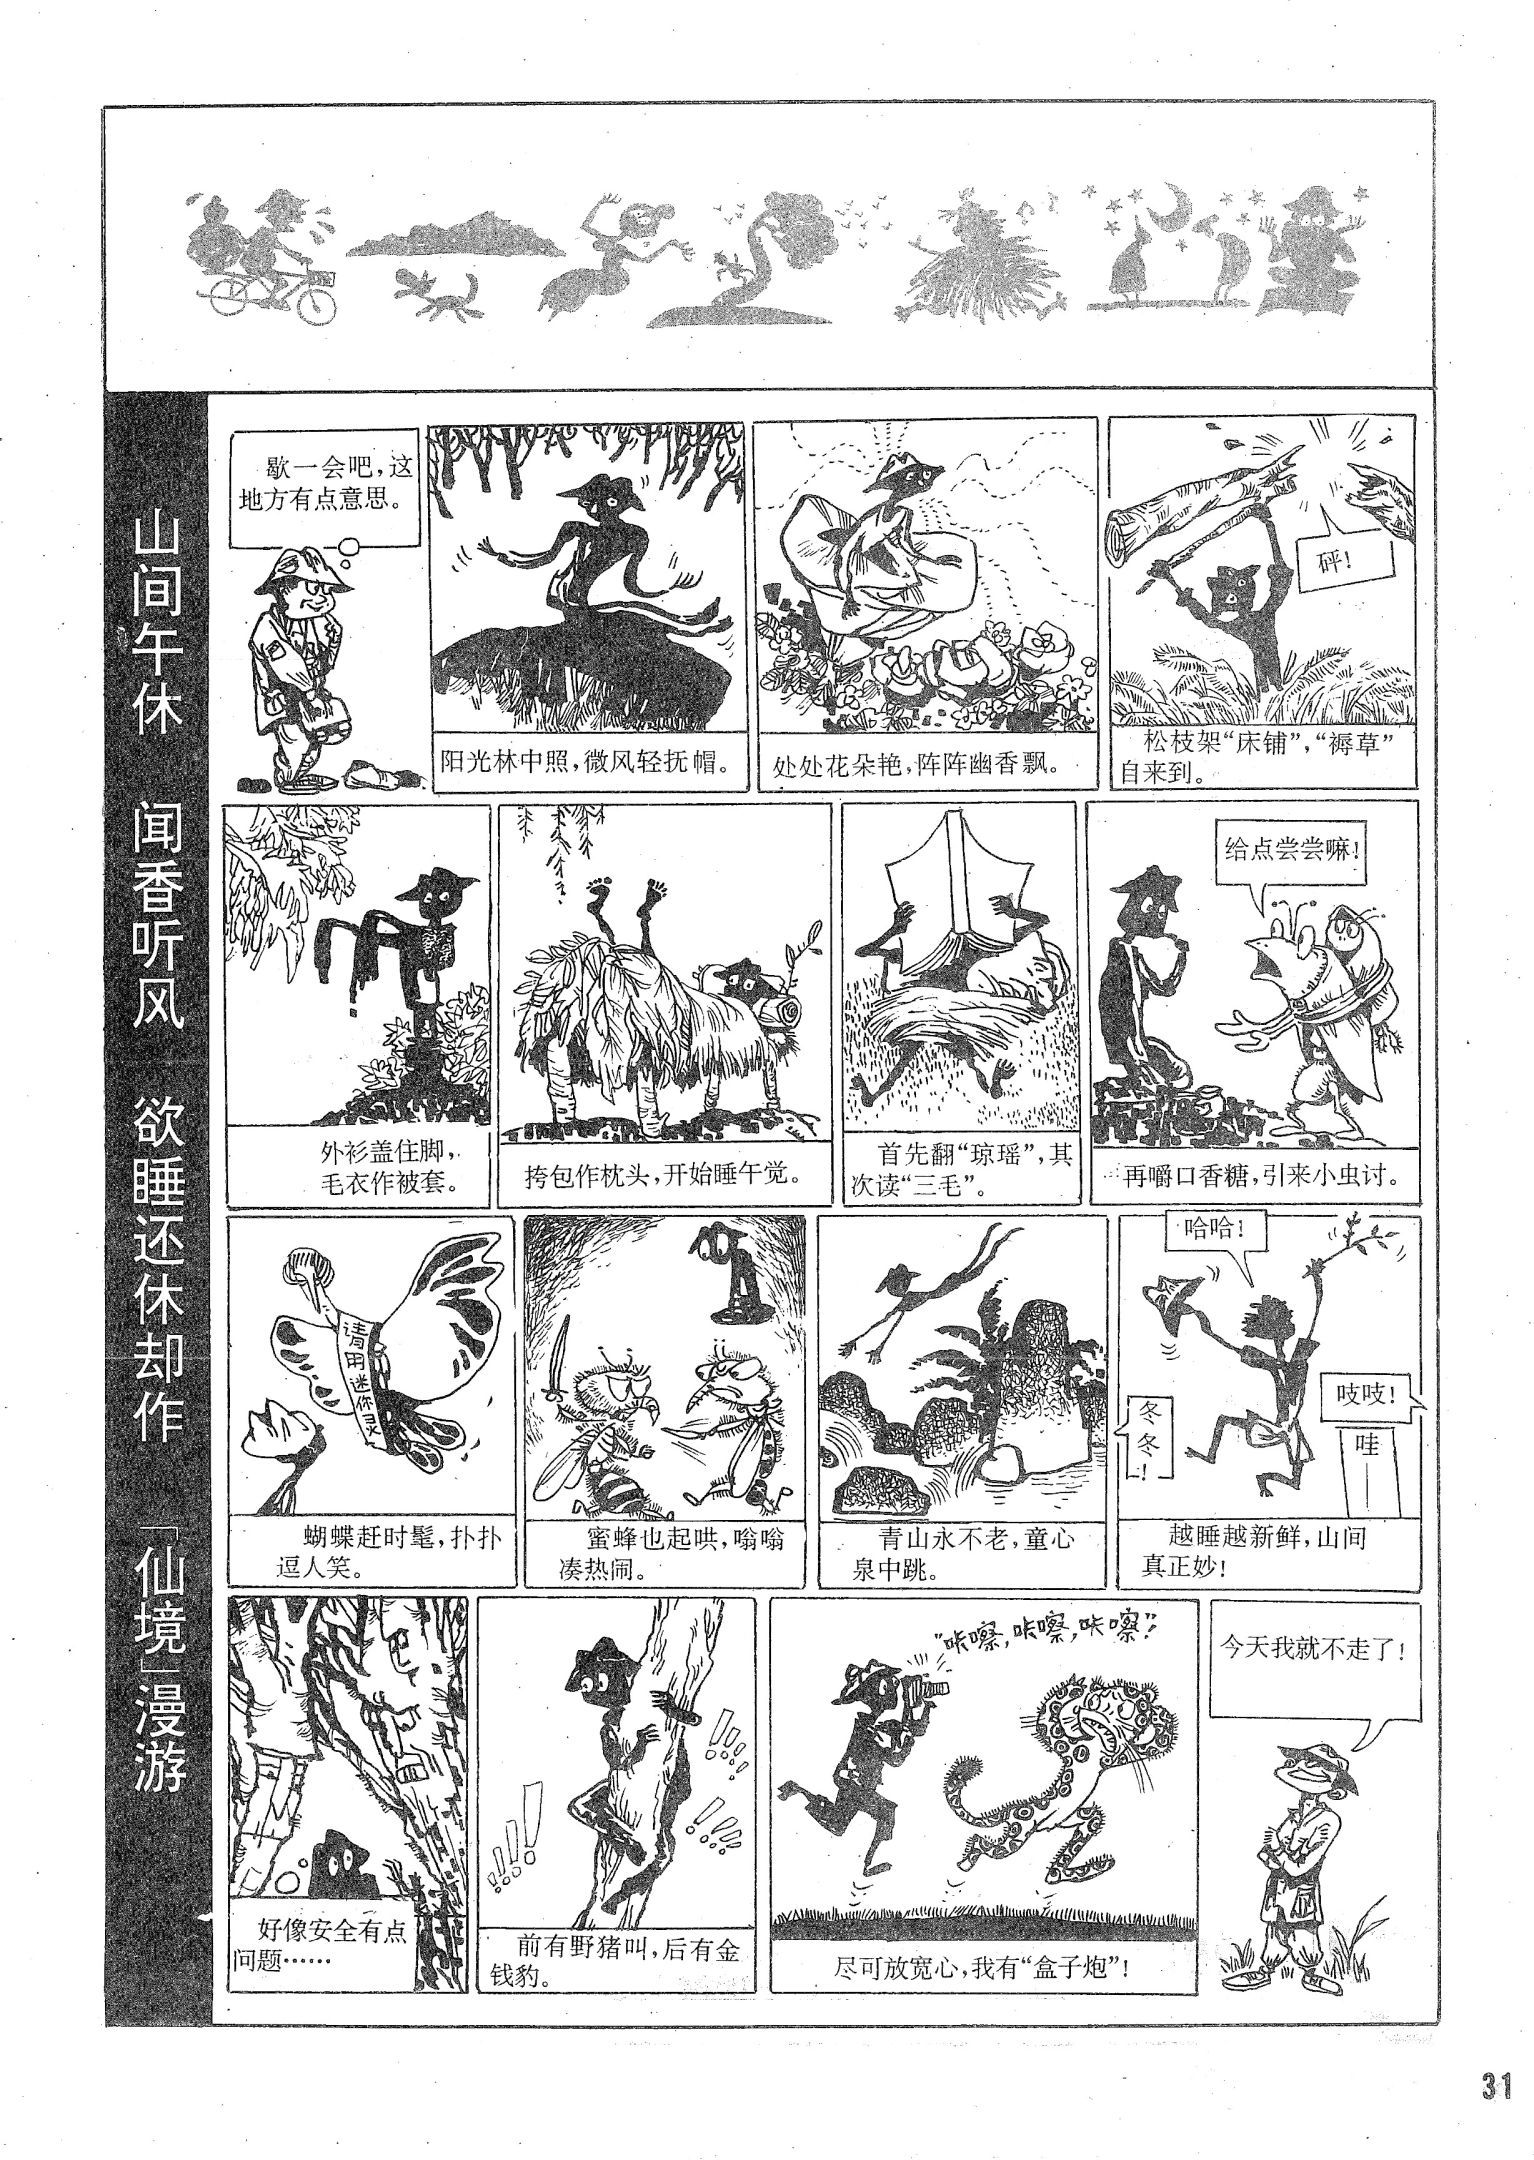 山间午休 闻香听风 欲睡还休却作「仙境」漫游
歇一会吧，这
地方有点意思。
阳光林中照，微风轻抚帽。
处处花朵艳，阵阵幽香飘。
砰！
松枝架“床铺”，“褥草”
自来到。
外衫盖住脚，
毛衣作被套。
挎包作枕头，开始睡午觉。
首先翻“琼瑶”，其
次读“三毛”。
给点尝尝嘛！
再嚼口香糖，引来小虫讨。
请用迷你
蝴蝶赶时髦，扑扑
逗人笑。
蜜蜂也起哄，嗡嗡
凑热闹。
青山永不老，童心
泉中跳。
哈哈！
冬
冬！
吱吱！
哇——
越睡越新鲜，山间
真正妙！
好像安全有点
问题……
!!!!
!!!!
!!!!
前有野猪叫，后有金
钱豹。
“咔嚓，咔嚓，咔嚓”！
尽可放宽心，我有“盒子炮”！
今天我就不走了！
31